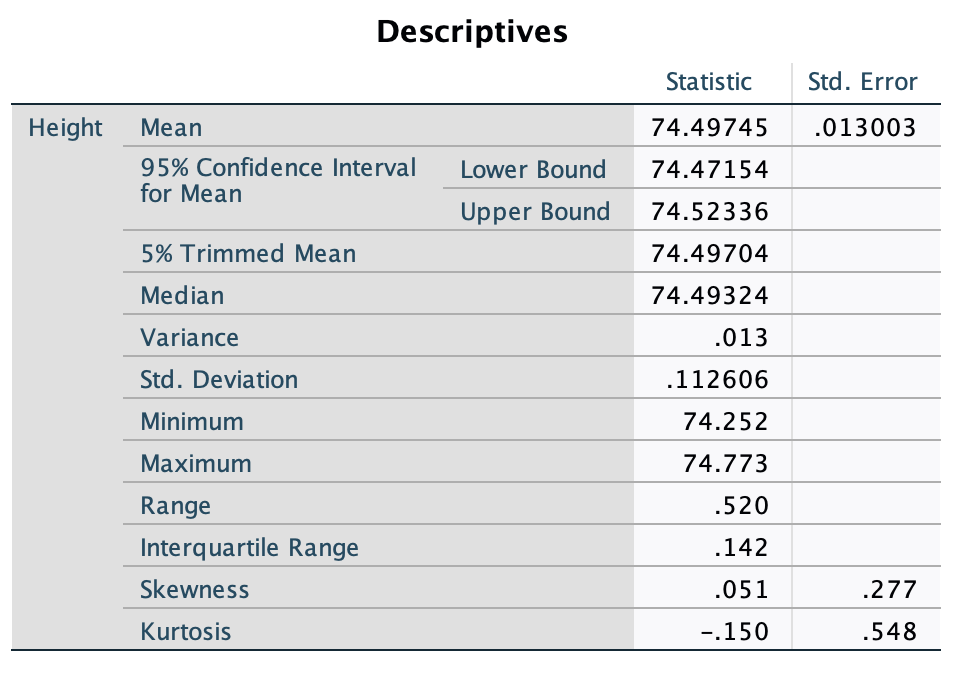 Descriptives
Statistic Std. Error
Height Mean 74.49745 .013003
95% Confidence Interval Lower Bound 74.47154
for Mean
Upper Bound 74.52336
5% Trimmed Mean 74.49704
Median 74.49324
Variance .013
Std. Deviation .112606
Minimum 74.252
Maximum 74.773
Range .520
Interquartile Range .142
Skewness .051 .277
Kurtosis -.150 .548